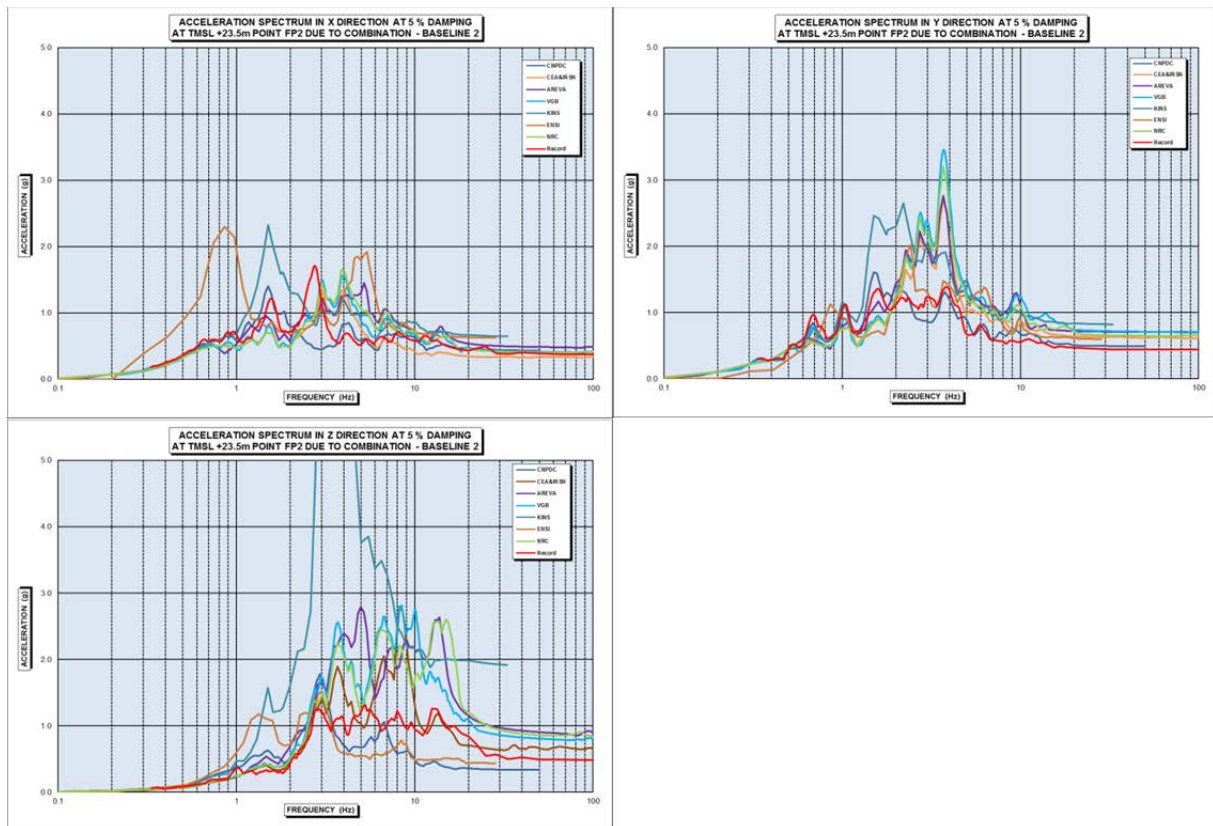 ACCELERATION SPECTRUM IN X DIRECTION AT 5 % DAMPING
AT TMSL +23.5m POINT FP2 DUE TO COMBINATION - BASELINE 2
5.0
4.0
3.0
2.0
1.0
0.0
ACCELERATION (g)
CNPDC
CEA&IRSN
AREVA
VGB
KINS
ENSI
NRC
Record
0.1
1
10
100
FREQUENCY (Hz)
ACCELERATION SPECTRUM IN Y DIRECTION AT 5 % DAMPING
AT TMSL +23.5m POINT FP2 DUE TO COMBINATION - BASELINE 2
5.0
4.0
3.0
2.0
1.0
0.0
ACCELERATION (g)
CNPDC
CEA&IRSN
AREVA
VGB
KINS
ENSI
NRC
Record
0.1
1
10
100
FREQUENCY (Hz)
ACCELERATION SPECTRUM IN Z DIRECTION AT 5 % DAMPING
AT TMSL +23.5m POINT FP2 DUE TO COMBINATION - BASELINE 2
5.0
4.0
3.0
2.0
1.0
0.0
ACCELERATION (g)
CNPDC
CEA&IRSN
AREVA
VGB
KINS
ENSI
NRC
Record
0.1
1
10
100
FREQUENCY (Hz)